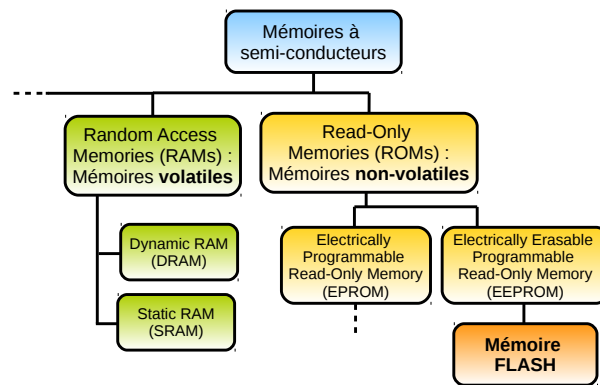 Mémoires à
semi-conducteurs
Random Access
Memories (RAMs) :
Mémoires volatiles
Read-Only
Memories (ROMs) :
Mémoires non-volatiles
Dynamic RAM
(DRAM)
Static RAM
(SRAM)
Electrically
Programmable
Read-Only Memory
(EPROM)
Electrically Erasable
Programmable
Read-Only Memory
(EEPROM)
Mémoire
FLASH